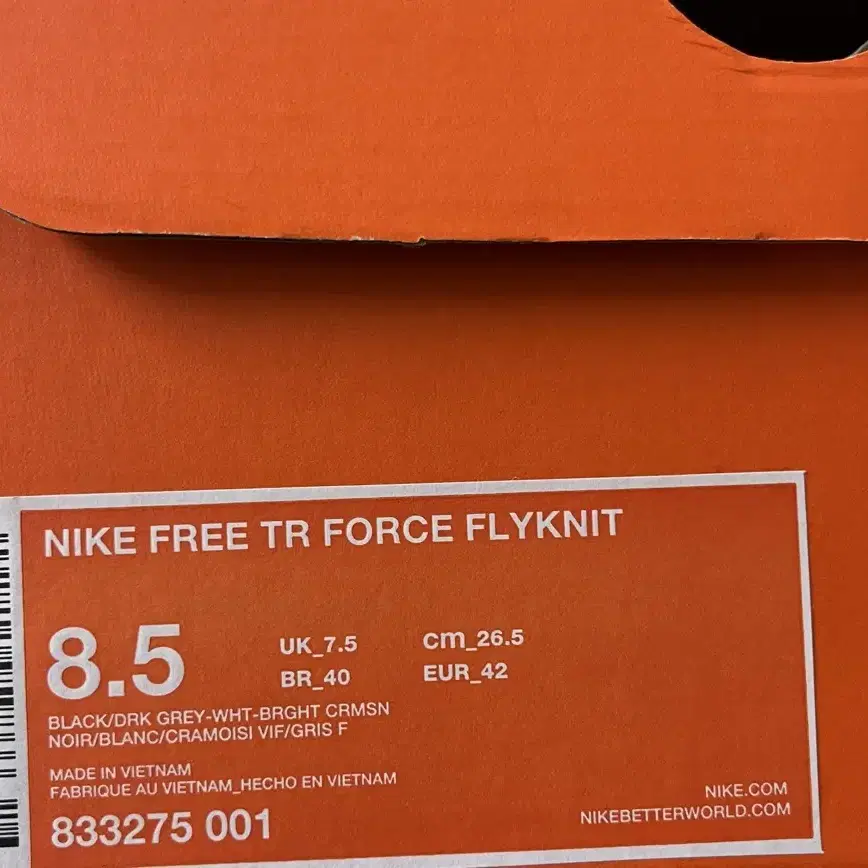 NIKE FREE TR FORCE FLYKNIT
8.5
UK_7.5 cm_26.5
BR_40 EUR_42
BLACK/DRK GREY-WHT-BRGHT CRMSN
NOIR/BLANC/CRAMOISI VIF/GRIS F
MADE IN VIETNAM
FABRIQUE AU VIETNAM_HECHO EN VIETNAM
833275 001
NIKE.COM
NIKEBETTERWORLD.COM